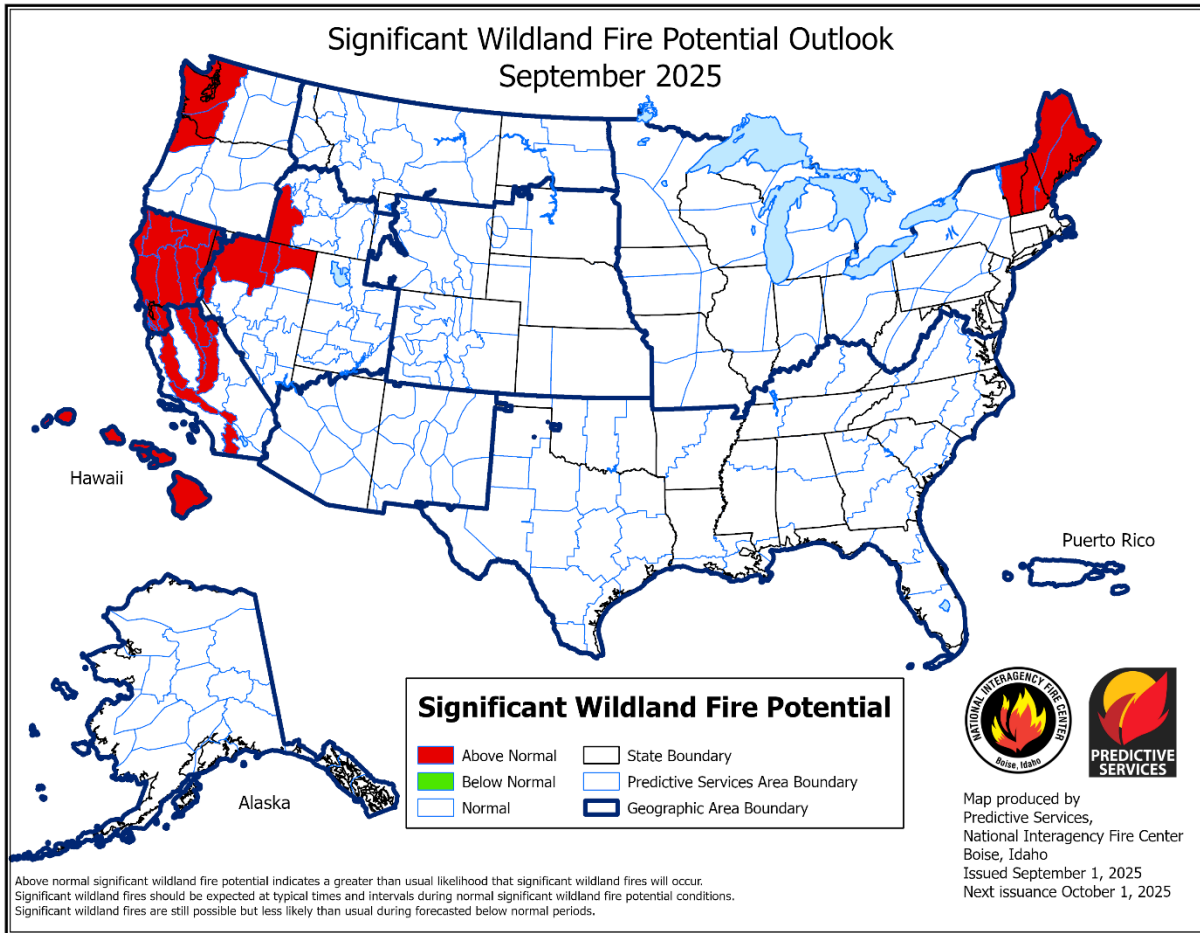 Significant Wildland Fire Potential Outlook
September 2025
Hawaii
Puerto Rico
Alaska
Significant Wildland Fire Potential
Above Normal
Below Normal
Normal
State Boundary
Predictive Services Area Boundary
Geographic Area Boundary
NATIONAL INTERAGENCY FIRE CENTER
Boise, Idaho
PREDICTIVE
SERVICES
Map produced by
Predictive Services,
National Interagency Fire Center
Boise, Idaho
Issued September 1, 2025
Next issuance October 1, 2025
Above normal significant wildland fire potential indicates a greater than usual likelihood that significant wildland fires will occur.
Significant wildland fires should be expected at typical times and intervals during normal significant wildland fire potential conditions.
Significant wildland fires are still possible but less likely than usual during forecasted below normal periods.